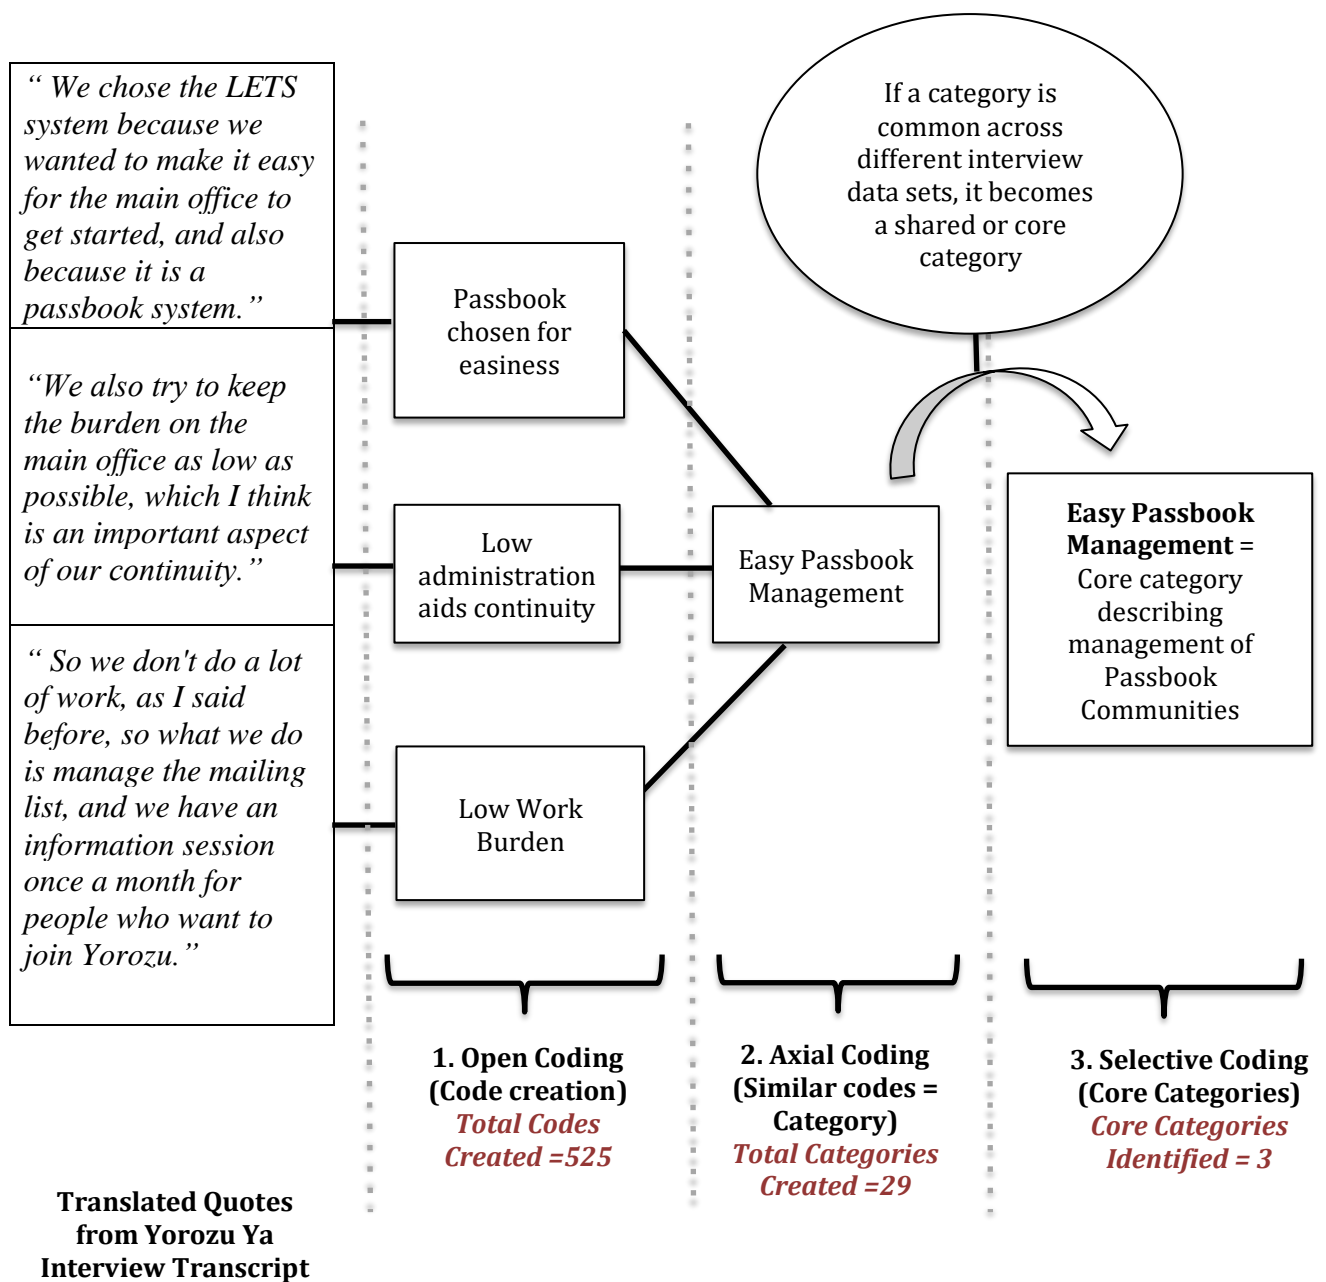 “ We chose the LETS
system because we
wanted to make it easy
for the main office to
get started, and also
because it is a
passbook system.”
“We also try to keep
the burden on the
main office as low as
possible, which I think
is an important aspect
of our continuity.”
“ So we don't do a lot
of work, as I said
before, so what we do
is manage the mailing
list, and we have an
information session
once a month for
people who want to
join Yorozu.”
Translated Quotes
from Yorozu Ya
Interview Transcript
Passbook
chosen for
easiness
Low
administration
aids continuity
Low Work
Burden
1. Open Coding
(Code creation)
Total Codes
Created =525
Easy Passbook
Management
2. Axial Coding
(Similar codes =
Category)
Total Categories
Created =29
If a category is
common across
different interview
data sets, it becomes
a shared or core
category
Easy Passbook
Management =
Core category
describing
management of
Passbook
Communities
3. Selective Coding
(Core Categories)
Core Categories
Identified = 3